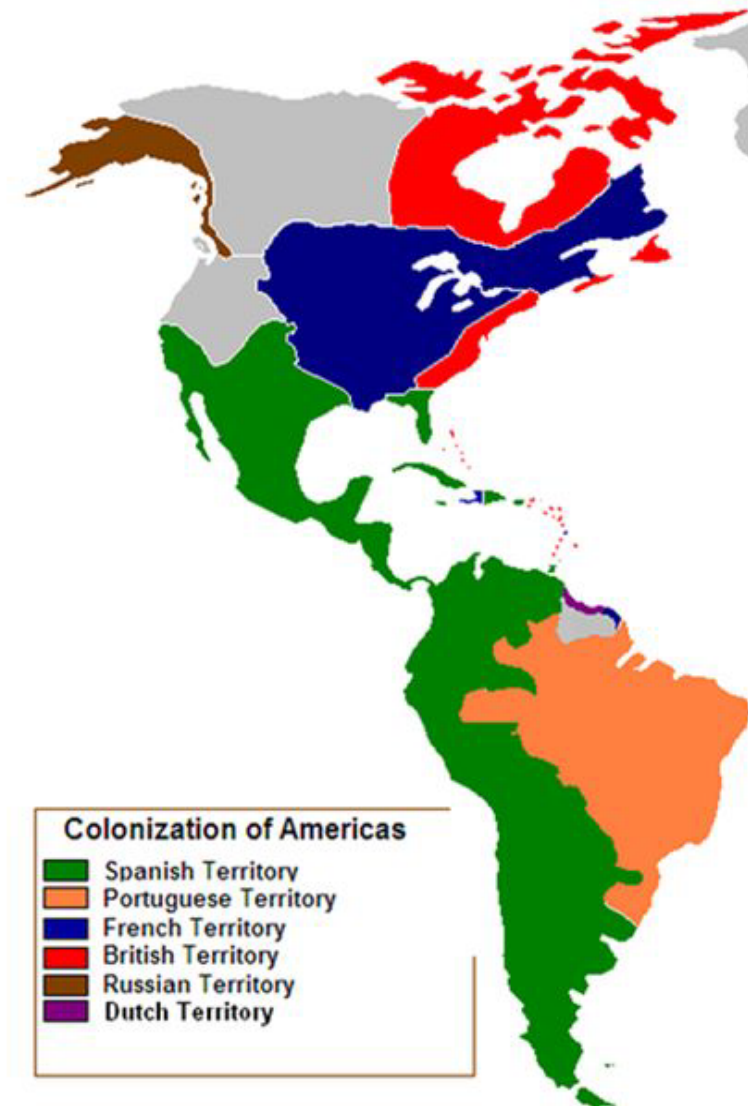 Colonization of Americas
Spanish Territory
Portuguese Territory
French Territory
British Territory
Russian Territory
Dutch Territory